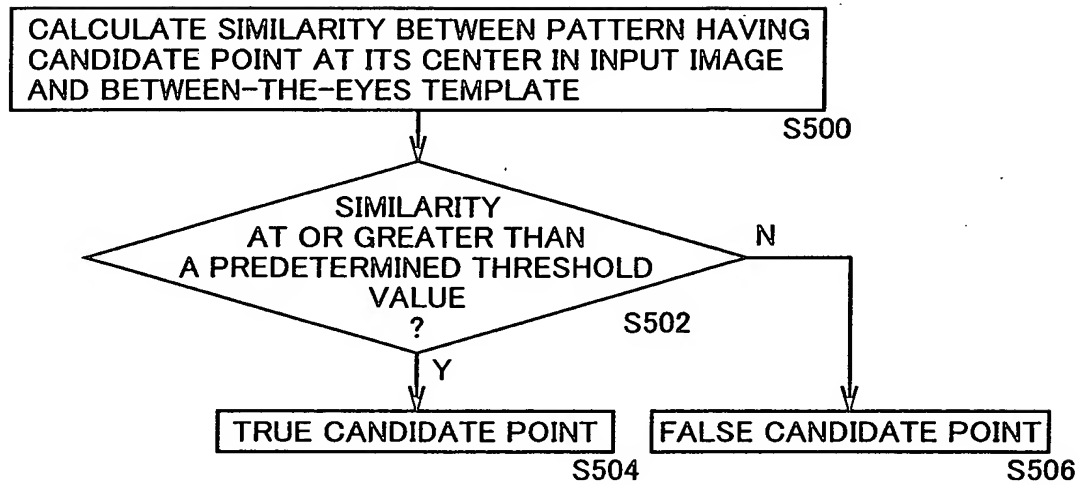 CALCULATE SIMILARITY BETWEEN PATTERN HAVING
CANDIDATE POINT AT ITS CENTER IN INPUT IMAGE
AND BETWEEN-THE-EYES TEMPLATE
S500
SIMILARITY
AT OR GREATER THAN
A PREDETERMINED THRESHOLD
VALUE
?
S502
N
Y
TRUE CANDIDATE POINT
S504
FALSE CANDIDATE POINT
S506